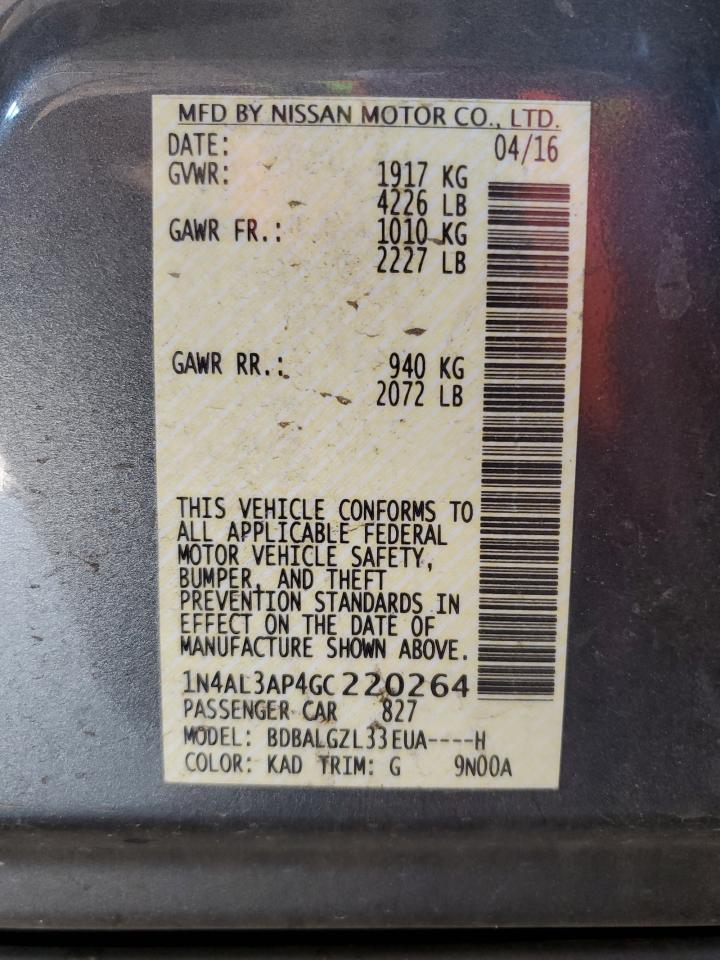 MFD BY NISSAN MOTOR CO., LTD.
DATE: 04/16
GVWR: 1917 KG
4226 LB
GAWR FR.: 1010 KG
2227 LB
GAWR RR.: 940 KG
2072 LB
THIS VEHICLE CONFORMS TO
ALL APPLICABLE FEDERAL
MOTOR VEHICLE SAFETY,
BUMPER, AND THEFT
PREVENTION STANDARDS IN
EFFECT ON THE DATE OF
MANUFACTURE SHOWN ABOVE.
1N4AL3AP4GC220264
PASSENGER CAR 827
MODEL: BDBALGZL33EUA----H
COLOR: KAD TRIM: G 9N00A